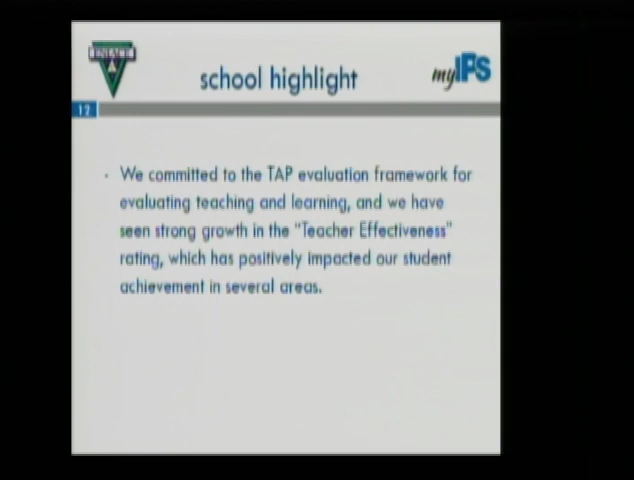 ENLACE
school highlight
myIPS
12
• We committed to the TAP evaluation framework for
evaluating teaching and learning, and we have
seen strong growth in the "Teacher Effectiveness"
rating, which has positively impacted our student
achievement in several areas.